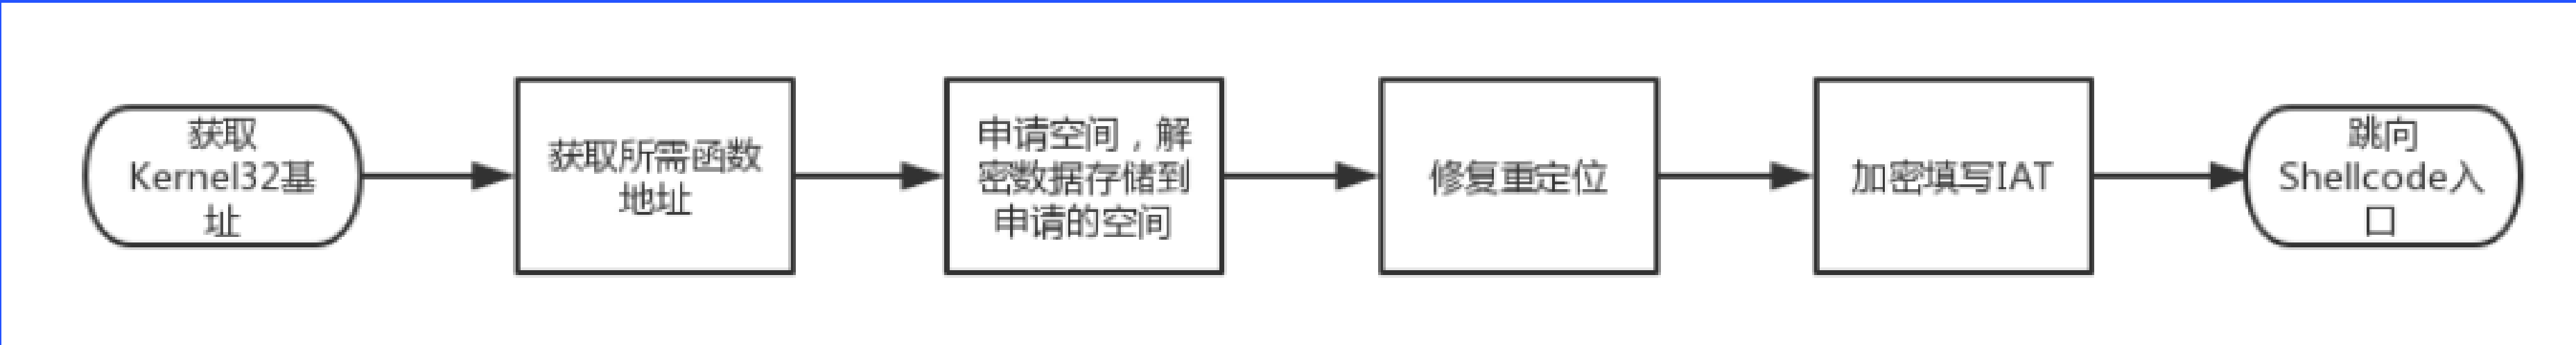 获取
Kernel32基
址
获取所需函数
地址
申请空间，解
密数据存储到
申请的空间
修复重定位
加密填写IAT
跳向
Shellcode入
口